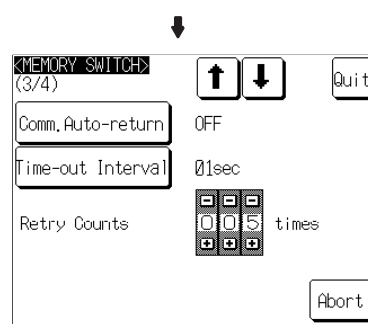 <MEMORY SWITCH>
(3/4)
Quit
Comm.Auto-return OFF
Time-out Interval 01sec
Retry Counts 005 times
Abort